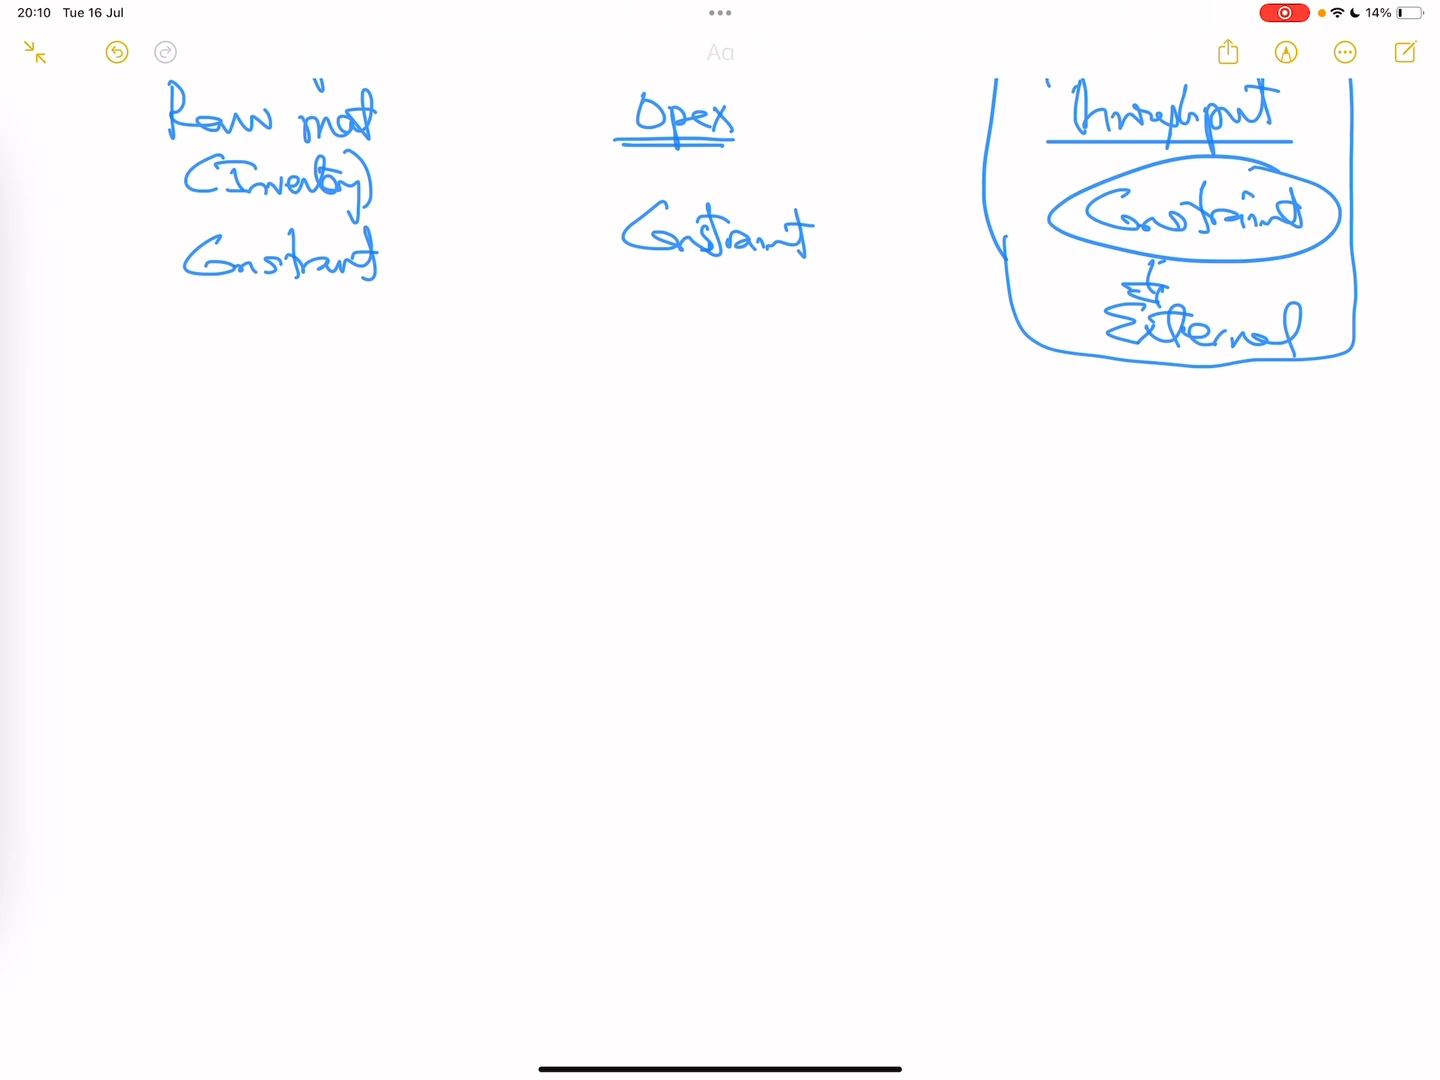 20:10 Tue 16 Jul
14%
Aa
Raw mat
(Inventory)
Constraint
Opex
Constraint
Throughput
Constraint
External